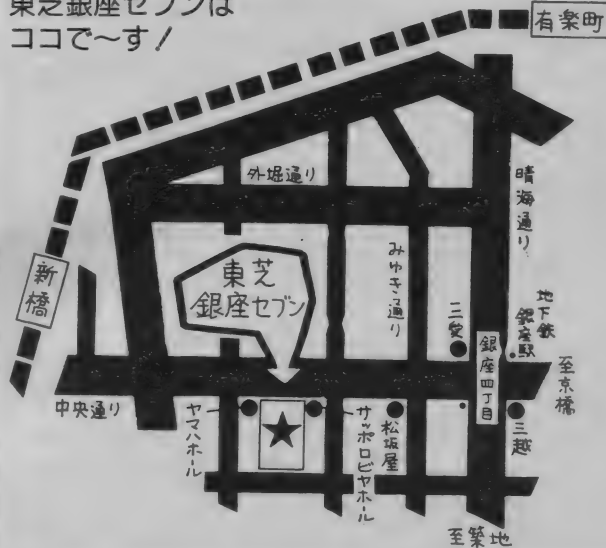 東芝銀座セブンは
ココで〜す!
有楽町
外堀通り
晴海通り
新橋
みゆき通り
東芝
銀座セブン
三愛
地下鉄
銀座駅
銀座四丁目
至京橋
中央通り
ヤマハホール
サッポロビヤホール
松坂屋
三越
至築地